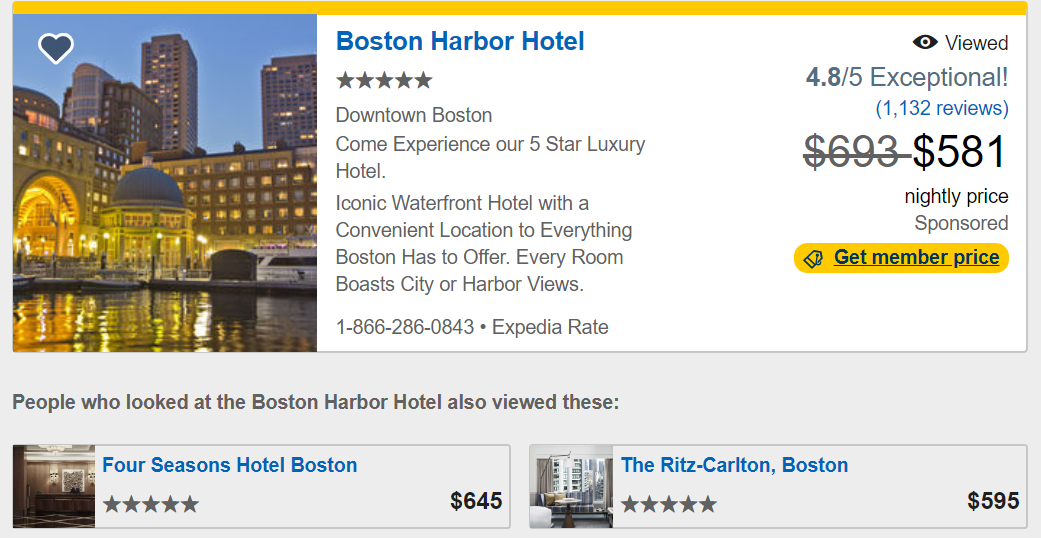 Boston Harbor Hotel
Viewed
4.8/5 Exceptional!
(1,132 reviews)
$693 $581
nightly price
Sponsored
Get member price
Downtown Boston
Come Experience our 5 Star Luxury
Hotel.
Iconic Waterfront Hotel with a
Convenient Location to Everything
Boston Has to Offer. Every Room
Boasts City or Harbor Views.
1-866-286-0843 • Expedia Rate
People who looked at the Boston Harbor Hotel also viewed these:
Four Seasons Hotel Boston
$645
The Ritz-Carlton, Boston
$595